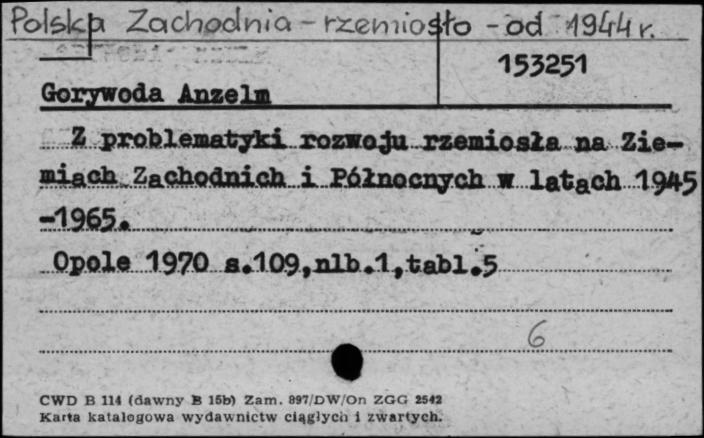 Polska Zachodnia - rzemiosło - od 1944 r.
153251
Gorywoda Anzelm
Z problematyki rozwoju rzemiosła na Zie-
miach Zachodnich i Północnych w latach 1945
-1965.
Opole 1970 s.109,nlb.1,tabl.5
6
CWD B 114 (dawny B 15b) Zam. 897/DW/On ZGG 2542
Karta katalogowa wydawnictw ciągłych i zwartych.